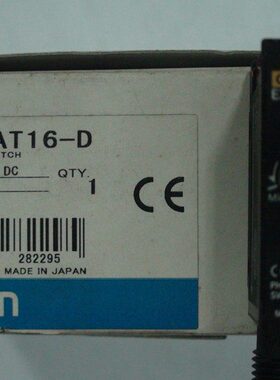 AT16-D
TCH
DC
QTY.
1
CE
282295
MADE IN JAPAN